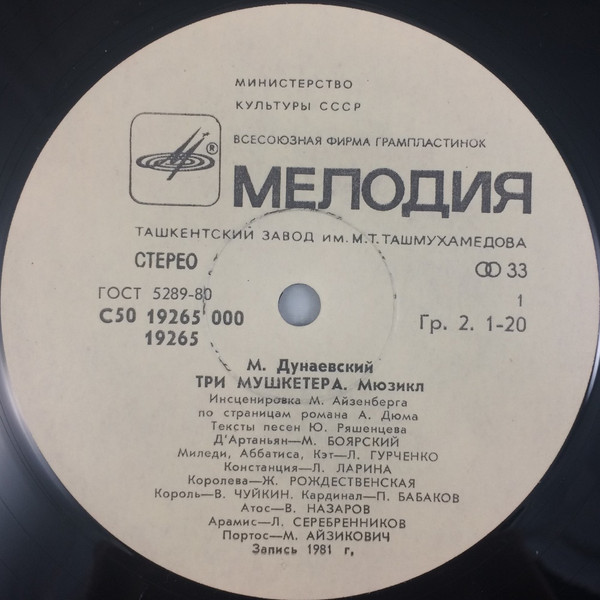 МИНИСТЕРСТВО
КУЛЬТУРЫ СССР
ВСЕСОЮЗНАЯ ФИРМА ГРАМПЛАСТИНОК
®
МЕЛОДИЯ
ТАШКЕНТСКИЙ ЗАВОД ИМ. М.Т. ТАШМУХАМЕДОВА
СТЕРЕО 33
ГОСТ 5289-80 1
С50 19265 000 Гр. 2. 1-20
19265
М. Дунаевский
ТРИ МУШКЕТЕРА. Мюзикл
Инсценировка М. Айзенберга
по страницам романа А. Дюма
Тексты песен Ю. Ряшенцева
Д'Артаньян—М. БОЯРСКИЙ
Миледи, Аббатиса, Кэт—Л. ГУРЧЕНКО
Констанция—Л. ЛАРИНА
Королева—Ж. РОЖДЕСТВЕНСКАЯ
Король—В. ЧУЙКИН. Кардинал—П. БАБАКОВ
Атос—В. НАЗАРОВ
Арамис—Л. СЕРЕБРЕННИКОВ
Портос—М. АЙЗИКОВИЧ
Запись 1981 г,